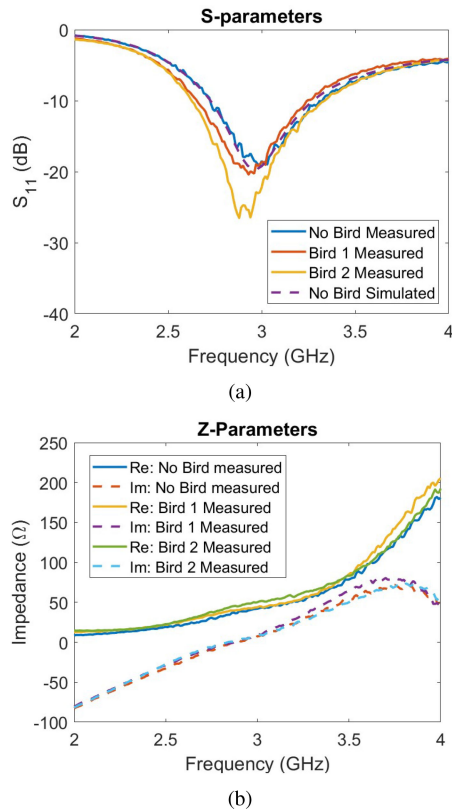 S-parameters
0
-10
-20
-30
-40
S11 (dB)
No Bird Measured
Bird 1 Measured
Bird 2 Measured
No Bird Simulated
2
2.5
3
3.5
4
Frequency (GHz)
(a)
Z-Parameters
250
200
150
100
50
0
-50
-100
Impedance (Ω)
Re: No Bird measured
Im: No Bird measured
Re: Bird 1 Measured
Im: Bird 1 Measured
Re: Bird 2 Measured
Im: Bird 2 Measured
2
2.5
3
3.5
4
Frequency (GHz)
(b)